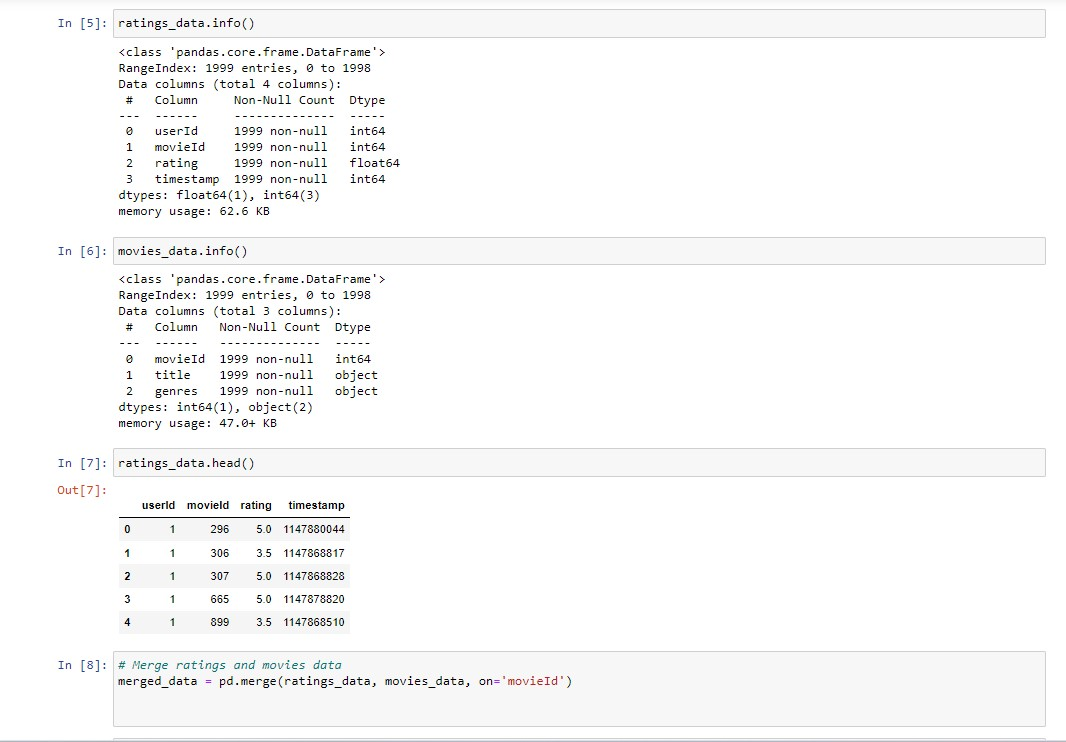 In [5]: ratings_data.info()
<class 'pandas.core.frame.DataFrame'>
RangeIndex: 1999 entries, 0 to 1998
Data columns (total 4 columns):
 #   Column     Non-Null Count  Dtype
---  ------     --------------  -----
 0   userId     1999 non-null   int64
 1   movieId    1999 non-null   int64
 2   rating     1999 non-null   float64
 3   timestamp  1999 non-null   int64
dtypes: float64(1), int64(3)
memory usage: 62.6 KB
In [6]: movies_data.info()
<class 'pandas.core.frame.DataFrame'>
RangeIndex: 1999 entries, 0 to 1998
Data columns (total 3 columns):
 #   Column   Non-Null Count  Dtype
---  ------   --------------  -----
 0   movieId  1999 non-null   int64
 1   title    1999 non-null   object
 2   genres   1999 non-null   object
dtypes: int64(1), object(2)
memory usage: 47.0+ KB
In [7]: ratings_data.head()
Out[7]:
userId movieId rating timestamp
0 1 296 5.0 1147880044
1 1 306 3.5 1147868817
2 1 307 5.0 1147868828
3 1 665 5.0 1147878820
4 1 899 3.5 1147868510
In [8]: # Merge ratings and movies data
merged_data = pd.merge(ratings_data, movies_data, on='movieId')